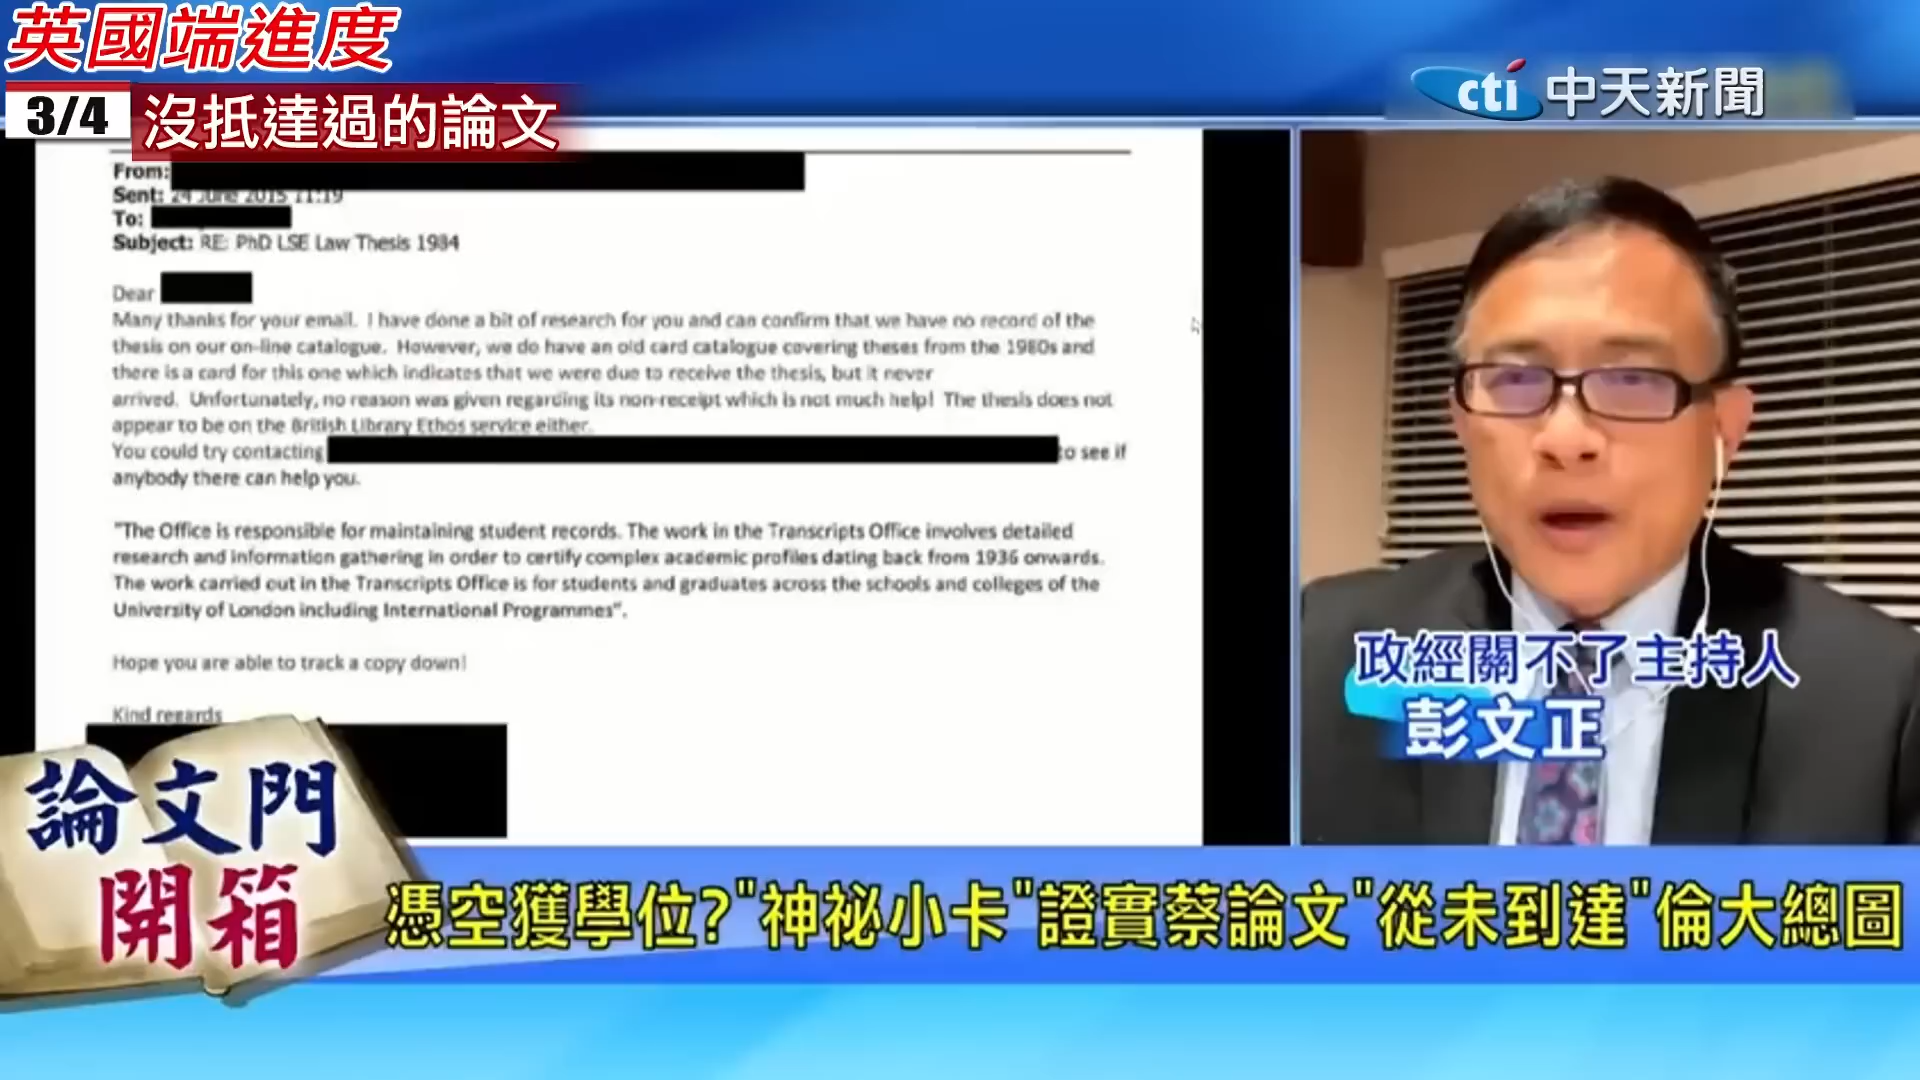 英國端進度
3/4 沒抵達過的論文
cti 中天新聞
From:
Sent: 24 June 2015 11:19
To:
Subject: RE: PhD LSE Law Thesis 1984
Dear
Many thanks for your email. I have done a bit of research for you and can confirm that we have no record of the
thesis on our on-line catalogue. However, we do have an old card catalogue covering theses from the 1980s and
there is a card for this one which indicates that we were due to receive the thesis, but it never
arrived. Unfortunately, no reason was given regarding its non-receipt which is not much help! The thesis does not
appear to be on the British Library Ethos service either.
You could try contacting to see if
anybody there can help you.
"The Office is responsible for maintaining student records. The work in the Transcripts Office involves detailed
research and information gathering in order to certify complex academic profiles dating back from 1936 onwards.
The work carried out in the Transcripts Office is for students and graduates across the schools and colleges of the
University of London including International Programmes".
Hope you are able to track a copy down!
Kind regards
政經關不了主持人
彭文正
論文門
開箱
憑空獲學位?"神祕小卡"證實蔡論文"從未到達"倫大總圖